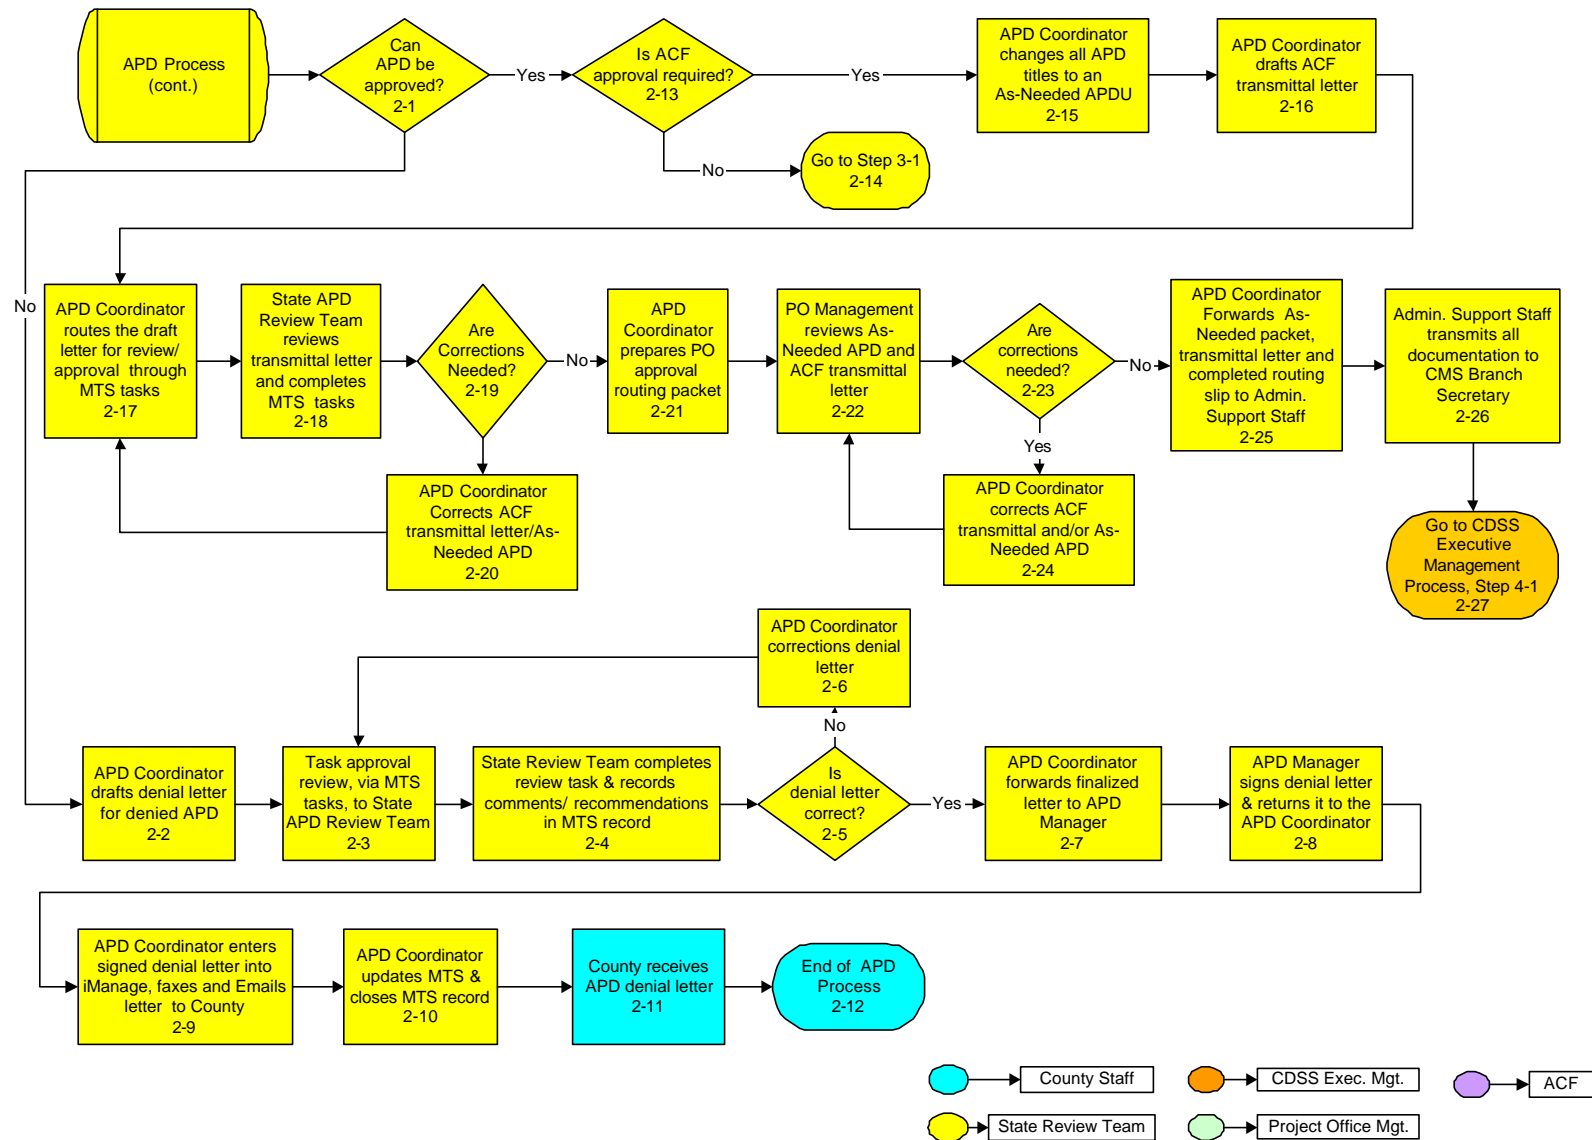 APD Process
(cont.)
Can
APD be
approved?
2-1
Yes
Is ACF
approval required?
2-13
Yes
APD Coordinator
changes all APD
titles to an
As-Needed APDU
2-15
APD Coordinator
drafts ACF
transmittal letter
2-16
No
Go to Step 3-1
2-14
No
APD Coordinator
routes the draft
letter for review/
approval through
MTS tasks
2-17
State APD
Review Team
reviews
transmittal letter
and completes
MTS tasks
2-18
Are
Corrections
Needed?
2-19
No
APD
Coordinator
prepares PO
approval
routing packet
2-21
PO Management
reviews As-
Needed APD and
ACF transmittal
letter
2-22
Are
corrections
needed?
2-23
No
APD Coordinator
Forwards As-
Needed packet,
transmittal letter and
completed routing
slip to Admin.
Support Staff
2-25
Admin. Support Staff
transmits all
documentation to
CMS Branch
Secretary
2-26
Yes
APD Coordinator
Corrects ACF
transmittal letter/As-
Needed APD
2-20
APD Coordinator
corrects ACF
transmittal and/or As-
Needed APD
2-24
Go to CDSS
Executive
Management
Process, Step 4-1
2-27
APD Coordinator
corrections denial
letter
2-6
No
APD Coordinator
drafts denial letter
for denied APD
2-2
Task approval
review, via MTS
tasks, to State
APD Review Team
2-3
State Review Team completes
review task & records
comments/ recommendations
in MTS record
2-4
Is
denial letter
correct?
2-5
Yes
APD Coordinator
forwards finalized
letter to APD
Manager
2-7
APD Manager
signs denial letter
& returns it to the
APD Coordinator
2-8
APD Coordinator enters
signed denial letter into
iManage, faxes and Emails
letter to County
2-9
APD Coordinator
updates MTS &
closes MTS record
2-10
County receives
APD denial letter
2-11
End of APD
Process
2-12
County Staff
CDSS Exec. Mgt.
ACF
State Review Team
Project Office Mgt.